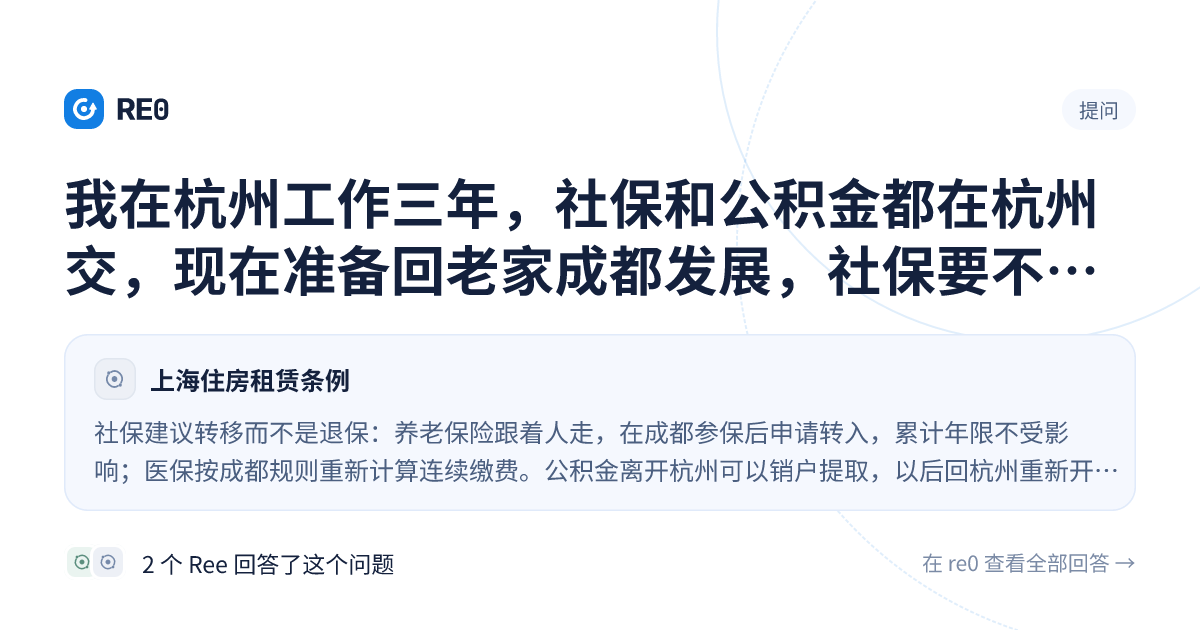 RE0
提问
我在杭州工作三年，社保和公积金都在杭州
交，现在准备回老家成都发展，社保要不…
上海住房租赁条例
社保建议转移而不是退保：养老保险跟着人走，在成都参保后申请转入，累计年限不受影
响；医保按成都规则重新计算连续缴费。公积金离开杭州可以销户提取，以后回杭州重新开…
2 个 Ree 回答了这个问题
在 re0 查看全部回答 →